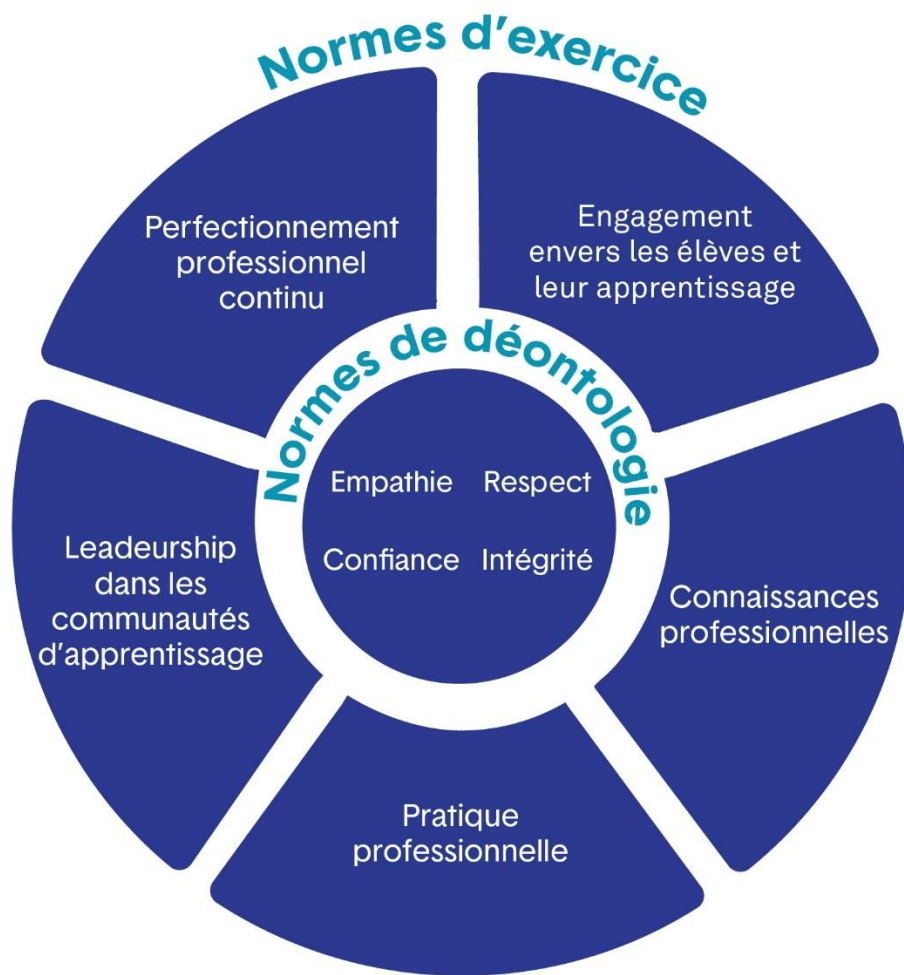 Normes d'exercice
Perfectionnement
professionnel
continu
Engagement
envers les élèves et
leur apprentissage
Normes de déontologie
Empathie Respect
Confiance Intégrité
Leadeurship
dans les
communautés
d'apprentissage
Connaissances
professionnelles
Pratique
professionnelle